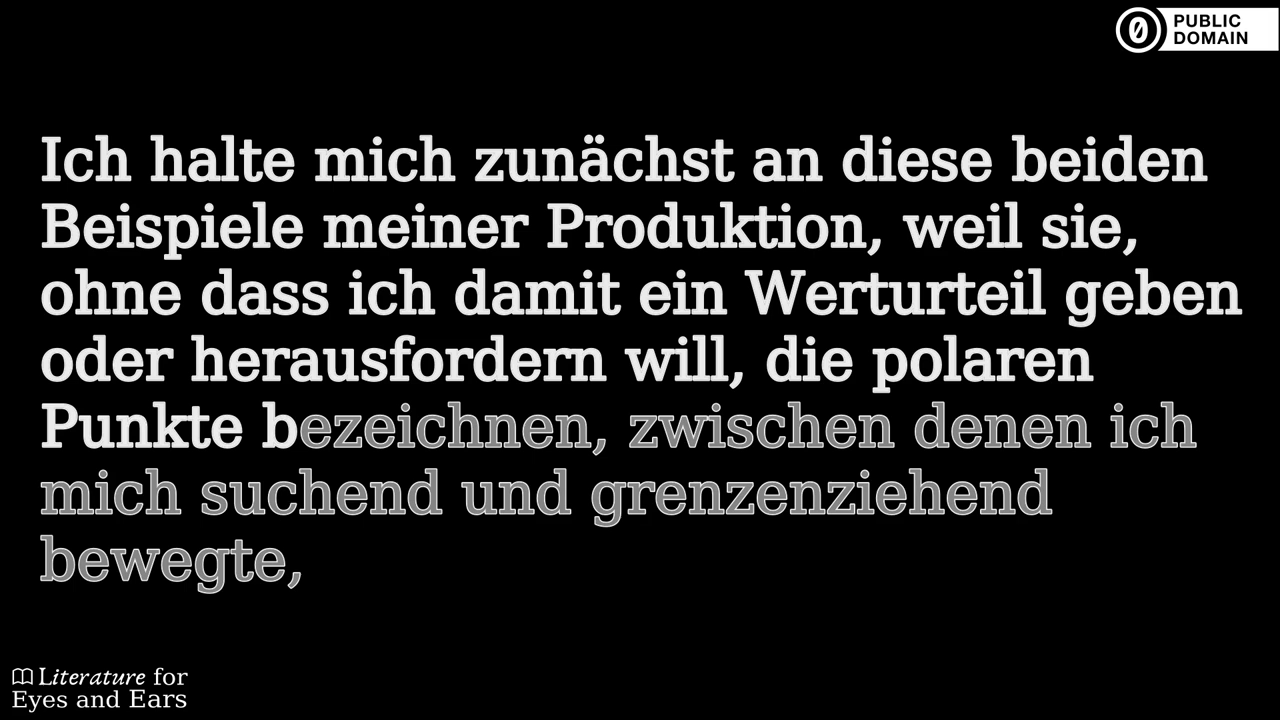 PUBLIC
DOMAIN
Ich halte mich zunächst an diese beiden
Beispiele meiner Produktion, weil sie,
ohne dass ich damit ein Werturteil geben
oder herausfordern will, die polaren
Punkte bezeichnen, zwischen denen ich
mich suchend und grenzenziehend
bewegte,
Literature for
Eyes and Ears